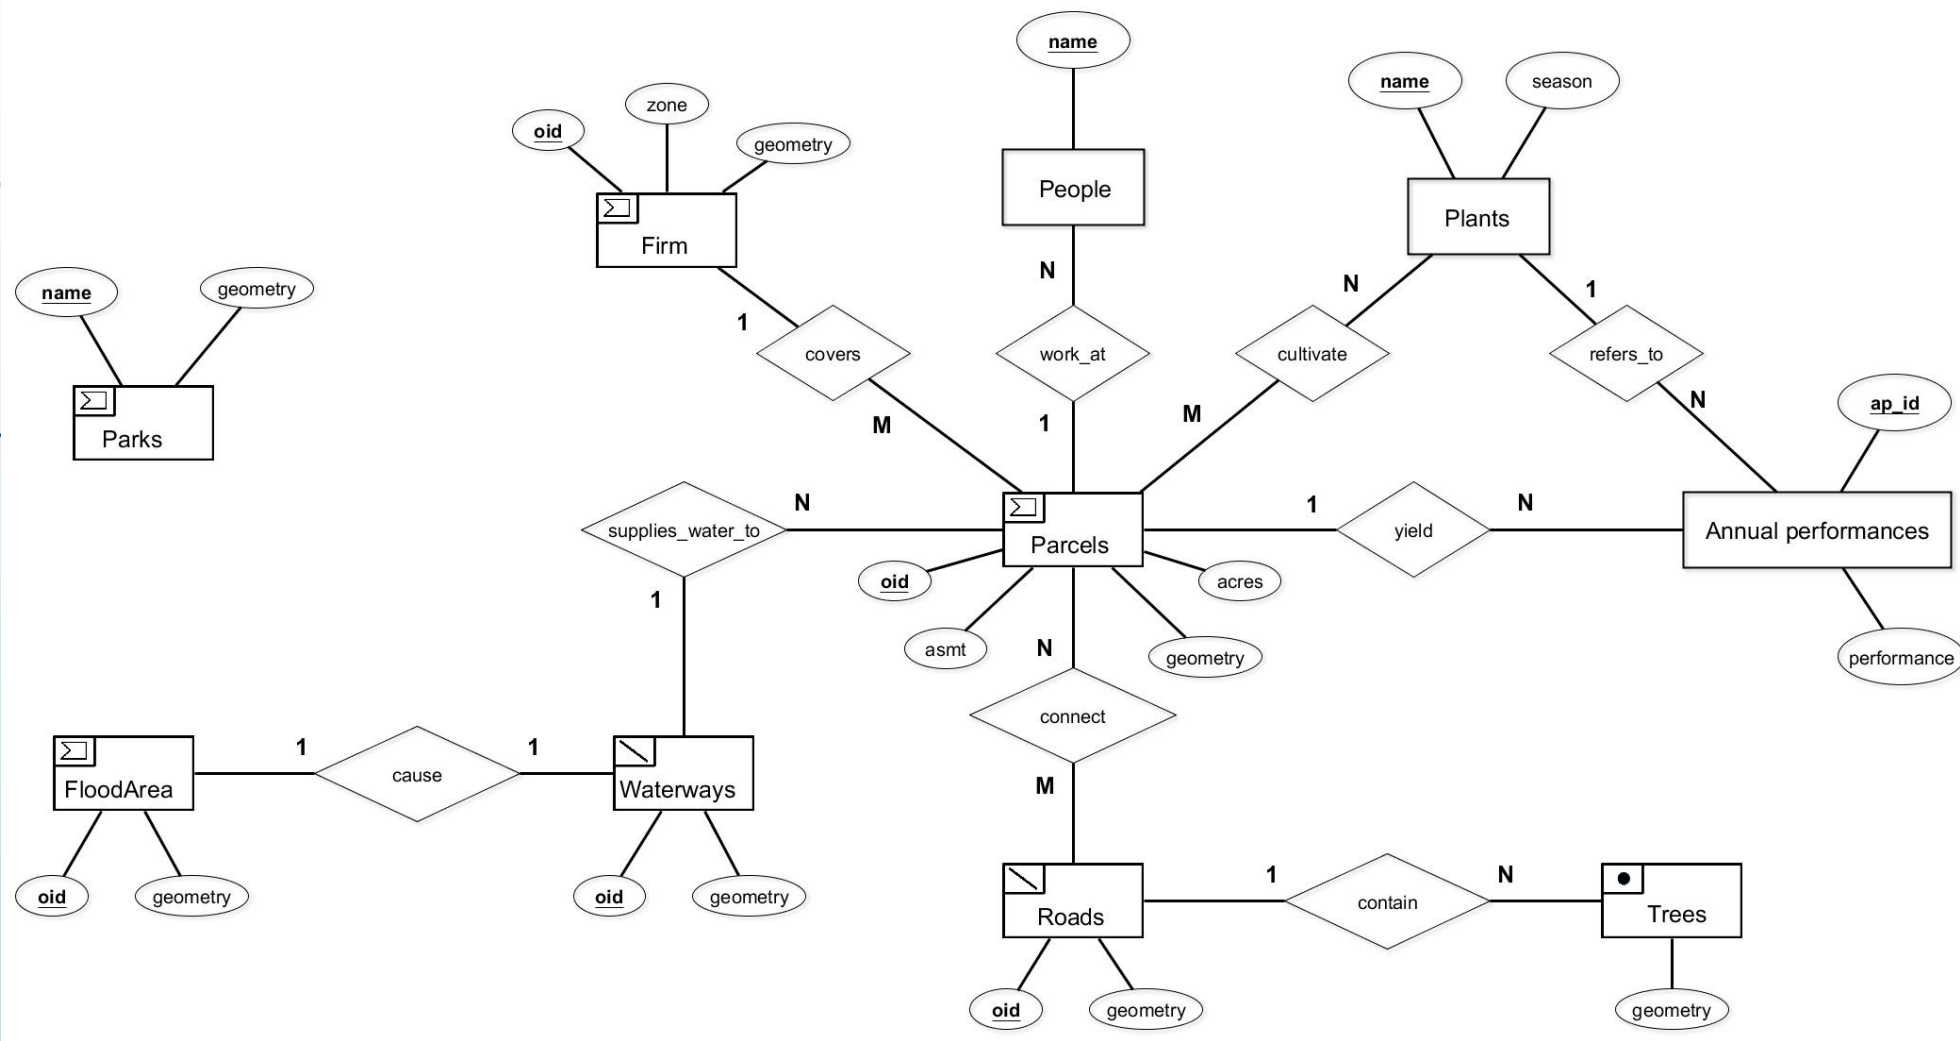 name
name
season
zone
oid
geometry
People
Plants
Firm
N
N
1
name
geometry
1
covers
work_at
cultivate
refers_to
N
ap_id
M
1
M
Parks
N
1
N
supplies_water_to
yield
Annual performances
Parcels
oid
acres
1
asmt
N
geometry
performance
connect
1
1
cause
M
FloodArea
Waterways
1
N
oid
geometry
oid
geometry
contain
Roads
Trees
oid
geometry
geometry